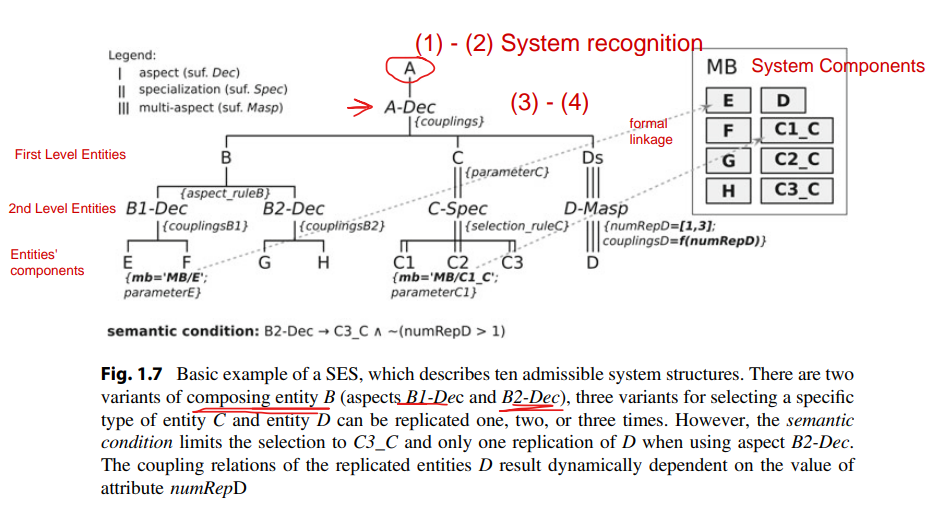 (1) - (2) System recognition
Legend:
| aspect (suf. Dec)
|| specialization (suf. Spec)
||| multi-aspect (suf. Masp)
A
MB System Components
A-Dec
(3) - (4)
{couplings}
E D
formal
linkage
F C1_C
First Level Entities
B C Ds
G C2_C
{parameterC}
{aspect_ruleB}
H C3_C
2nd Level Entities
B1-Dec B2-Dec C-Spec D-Masp
{couplingsB1} {couplingsB2} {selection_ruleC} {numRepD=[1,3];
couplingsD=f(numRepD)}
Entities'
components
E F G H C1 C2 C3 D
{mb='MB/E'; {mb='MB/C1_C';
parameterE} parameterC1}
semantic condition: B2-Dec → C3_C ∧ ~(numRepD > 1)
Fig. 1.7 Basic example of a SES, which describes ten admissible system structures. There are two
variants of composing entity B (aspects B1-Dec and B2-Dec), three variants for selecting a specific
type of entity C and entity D can be replicated one, two, or three times. However, the semantic
condition limits the selection to C3_C and only one replication of D when using aspect B2-Dec.
The coupling relations of the replicated entities D result dynamically dependent on the value of
attribute numRepD